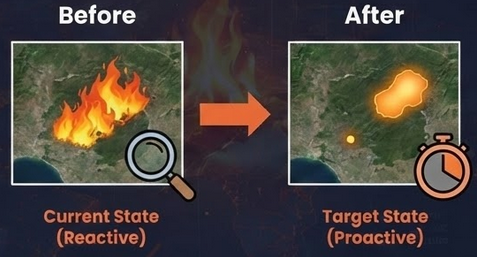 Before
After
Current State
(Reactive)
Target State
(Proactive)